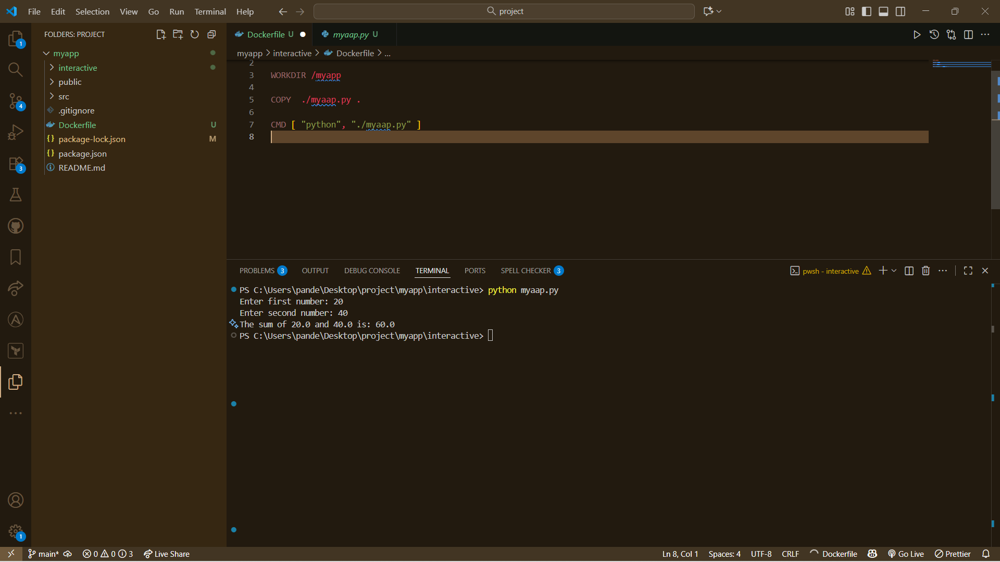 File Edit Selection View Go Run Terminal Help
project
FOLDERS: PROJECT
Dockerfile U
myaap.py U
myapp > interactive > Dockerfile > ...
1
4
3
1
myapp
interactive
public
src
.gitignore
Dockerfile U
package-lock.json M
package.json
README.md
2
3 WORKDIR /myapp
4
5 COPY  ./myaap.py .
6
7 CMD [ "python", "./myaap.py" ]
8
PROBLEMS 3 OUTPUT DEBUG CONSOLE TERMINAL PORTS SPELL CHECKER 3
pwsh - interactive
PS C:\Users\pande\Desktop\project\myapp\interactive> python myaap.py
Enter first number: 20
Enter second number: 40
The sum of 20.0 and 40.0 is: 60.0
PS C:\Users\pande\Desktop\project\myapp\interactive>
main* 0 0 3 Live Share
Ln 8, Col 1 Spaces: 4 UTF-8 CRLF Dockerfile Go Live Prettier